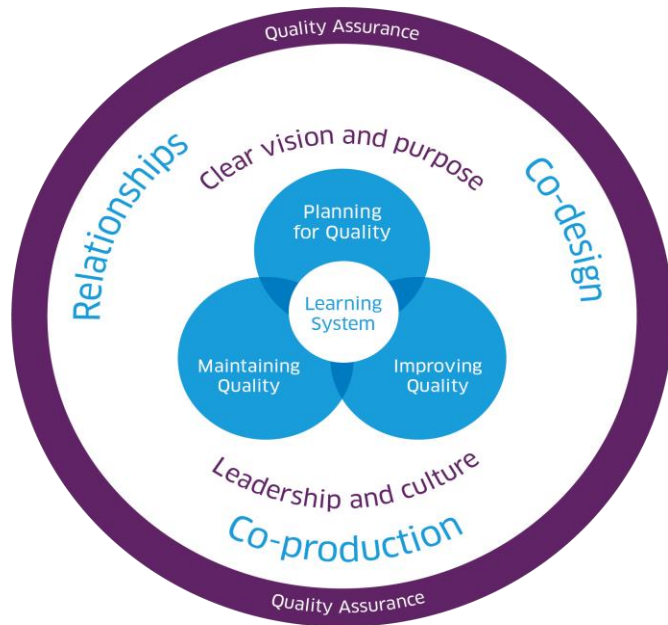 Quality Assurance
Clear vision and purpose
Relationships
Co-design
Planning
for Quality
Learning
System
Maintaining
Quality
Improving
Quality
Leadership and culture
Co-production
Quality Assurance